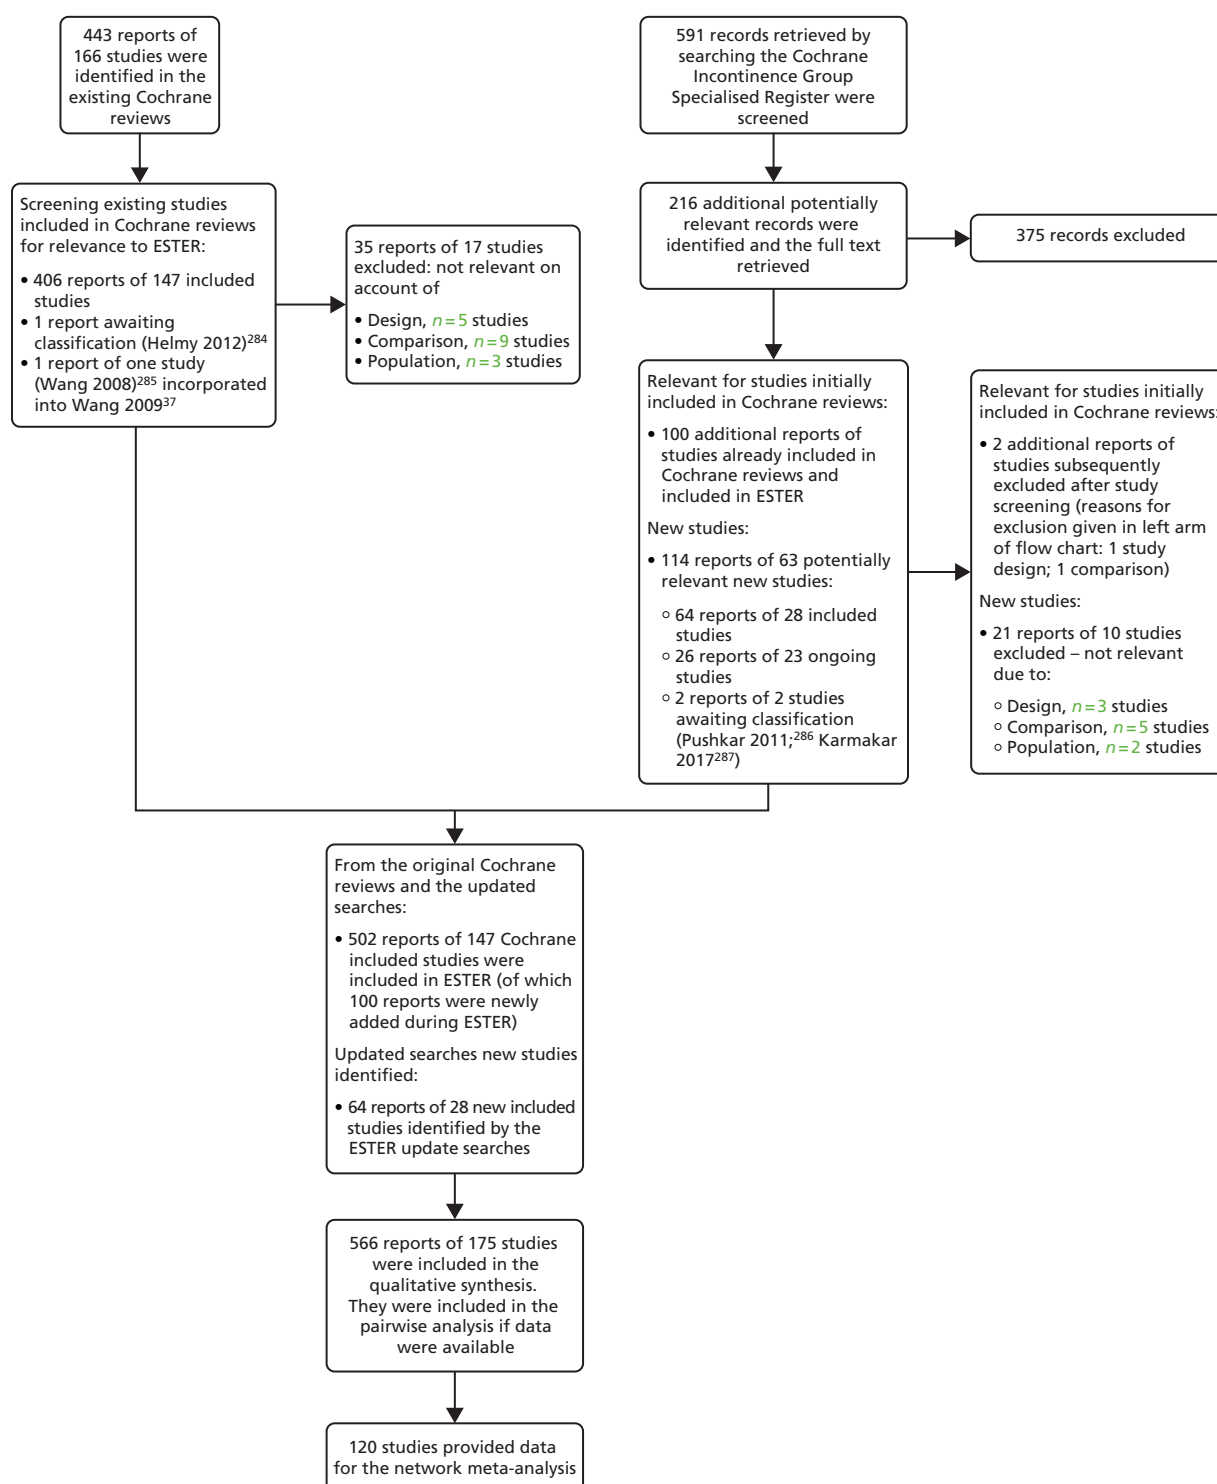 443 reports of
166 studies were
identified in the
existing Cochrane
reviews
591 records retrieved by
searching the Cochrane
Incontinence Group
Specialised Register were
screened
Screening existing studies
included in Cochrane reviews
for relevance to ESTER:
• 406 reports of 147 included
studies
• 1 report awaiting
classification (Helmy 2012)²⁸⁴
• 1 report of one study
(Wang 2008)²⁸⁵ incorporated
into Wang 2009³⁷
35 reports of 17 studies
excluded: not relevant on
account of
• Design, n=5 studies
• Comparison, n=9 studies
• Population, n=3 studies
216 additional potentially
relevant records were
identified and the full text
retrieved
375 records excluded
Relevant for studies initially
included in Cochrane reviews:
• 100 additional reports of
studies already included in
Cochrane reviews and
included in ESTER
New studies:
• 114 reports of 63 potentially
relevant new studies:
○ 64 reports of 28 included
studies
○ 26 reports of 23 ongoing
studies
○ 2 reports of 2 studies
awaiting classification
(Pushkar 2011;²⁸⁶ Karmakar
2017²⁸⁷)
Relevant for studies initially
included in Cochrane reviews:
• 2 additional reports of
studies subsequently
excluded after study
screening (reasons for
exclusion given in left arm
of flow chart: 1 study
design; 1 comparison)
New studies:
• 21 reports of 10 studies
excluded – not relevant
due to:
○ Design, n=3 studies
○ Comparison, n=5 studies
○ Population, n=2 studies
From the original Cochrane
reviews and the updated
searches:
• 502 reports of 147 Cochrane
included studies were
included in ESTER (of which
100 reports were newly
added during ESTER)
Updated searches new studies
identified:
• 64 reports of 28 new included
studies identified by the
ESTER update searches
566 reports of 175 studies
were included in the
qualitative synthesis.
They were included in the
pairwise analysis if data
were available
120 studies provided data
for the network meta-analysis